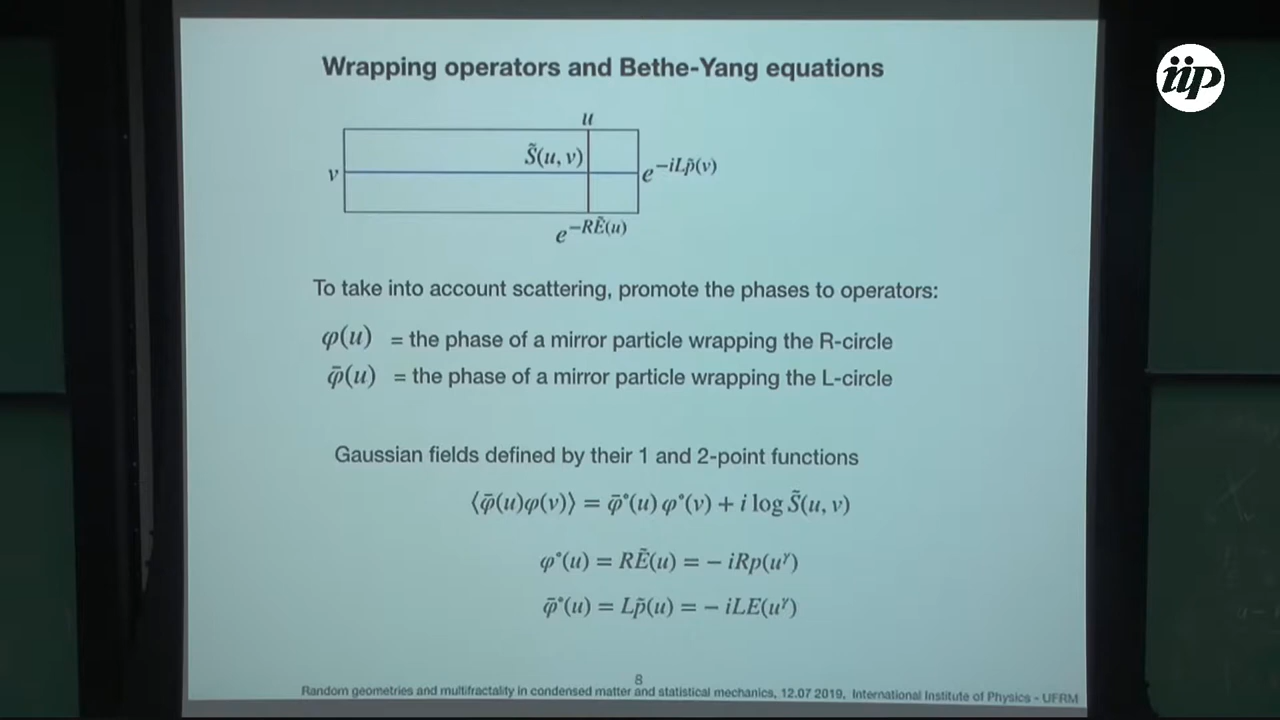 iip
Wrapping operators and Bethe-Yang equations
u
S̃(u, v)
v
e^{-iLp̃(v)}
e^{-RẼ(u)}
To take into account scattering, promote the phases to operators:
φ(u) = the phase of a mirror particle wrapping the R-circle
φ̄(u) = the phase of a mirror particle wrapping the L-circle
Gaussian fields defined by their 1 and 2-point functions
⟨φ̄(u)φ(v)⟩ = φ̄°(u) φ°(v) + i log S̃(u, v)
φ°(u) = RẼ(u) = − iRp(u^γ)
φ̄°(u) = Lp̃(u) = − iLE(u^γ)
8
Random geometries and multifractality in condensed matter and statistical mechanics, 12.07 2019, International Institute of Physics - UFRM